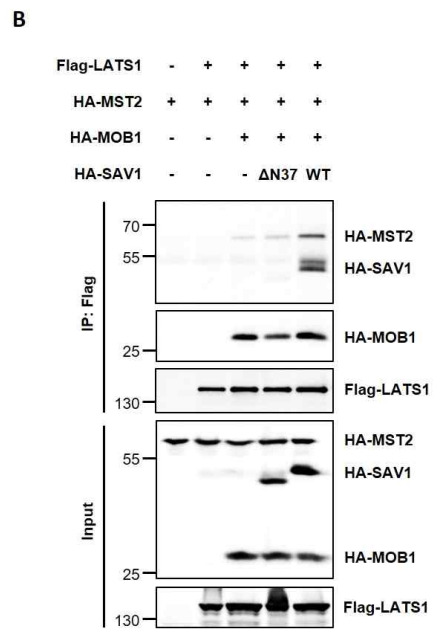 B
Flag-LATS1 - + + + +
HA-MST2 + + + + +
HA-MOB1 - - + + +
HA-SAV1 - - - ΔN37 WT
IP: Flag
70
HA-MST2
55
HA-SAV1
HA-MOB1
25
Flag-LATS1
130
Input
HA-MST2
55
HA-SAV1
HA-MOB1
25
Flag-LATS1
130